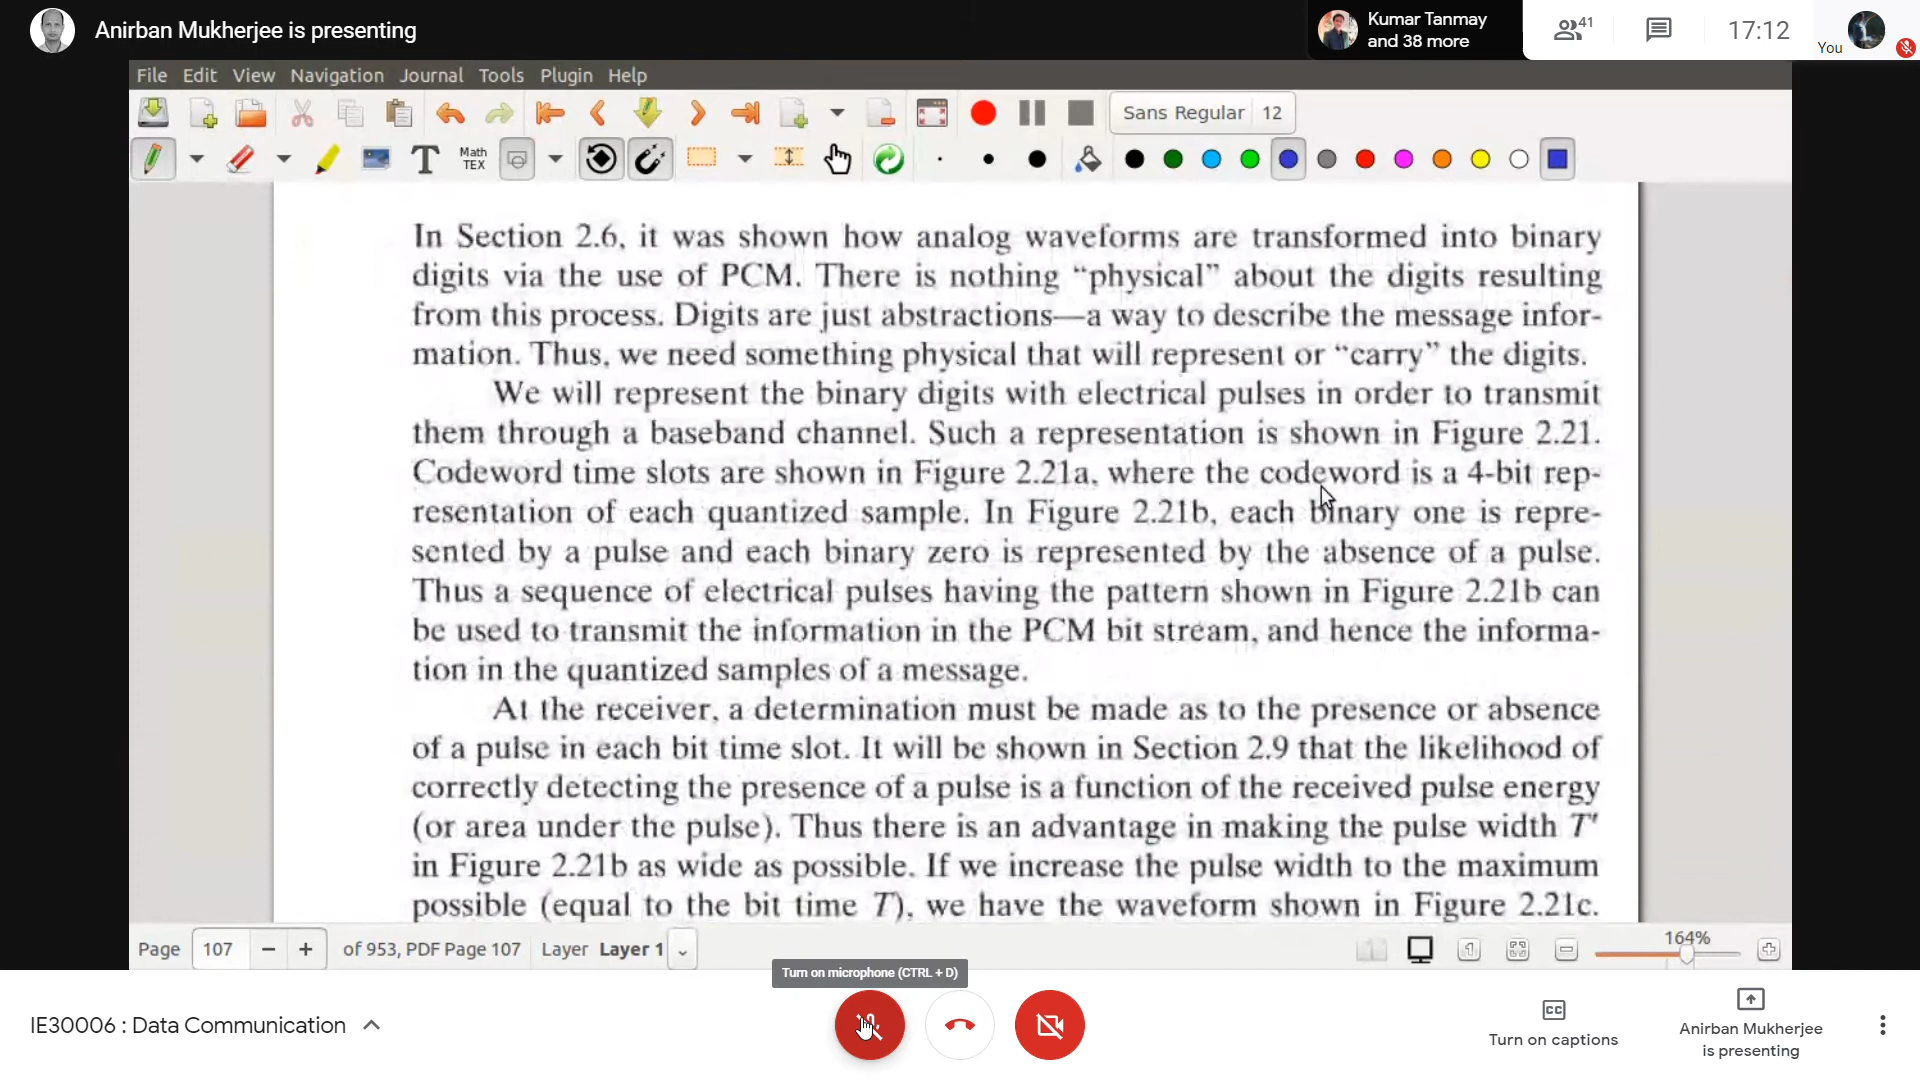 Anirban Mukherjee is presenting
Kumar Tanmay
and 38 more
41
17:12
You
File Edit View Navigation Journal Tools Plugin Help
Sans Regular 12
T
Math
TEX
In Section 2.6, it was shown how analog waveforms are transformed into binary
digits via the use of PCM. There is nothing “physical” about the digits resulting
from this process. Digits are just abstractions—a way to describe the message infor-
mation. Thus, we need something physical that will represent or “carry” the digits.
We will represent the binary digits with electrical pulses in order to transmit
them through a baseband channel. Such a representation is shown in Figure 2.21.
Codeword time slots are shown in Figure 2.21a, where the codeword is a 4-bit rep-
resentation of each quantized sample. In Figure 2.21b, each binary one is repre-
sented by a pulse and each binary zero is represented by the absence of a pulse.
Thus a sequence of electrical pulses having the pattern shown in Figure 2.21b can
be used to transmit the information in the PCM bit stream, and hence the informa-
tion in the quantized samples of a message.
At the receiver, a determination must be made as to the presence or absence
of a pulse in each bit time slot. It will be shown in Section 2.9 that the likelihood of
correctly detecting the presence of a pulse is a function of the received pulse energy
(or area under the pulse). Thus there is an advantage in making the pulse width T′
in Figure 2.21b as wide as possible. If we increase the pulse width to the maximum
possible (equal to the bit time T), we have the waveform shown in Figure 2.21c.
Page 107 − + of 953, PDF Page 107 Layer Layer 1
164%
Turn on microphone (CTRL + D)
IE30006 : Data Communication
CC
Turn on captions
Anirban Mukherjee
is presenting